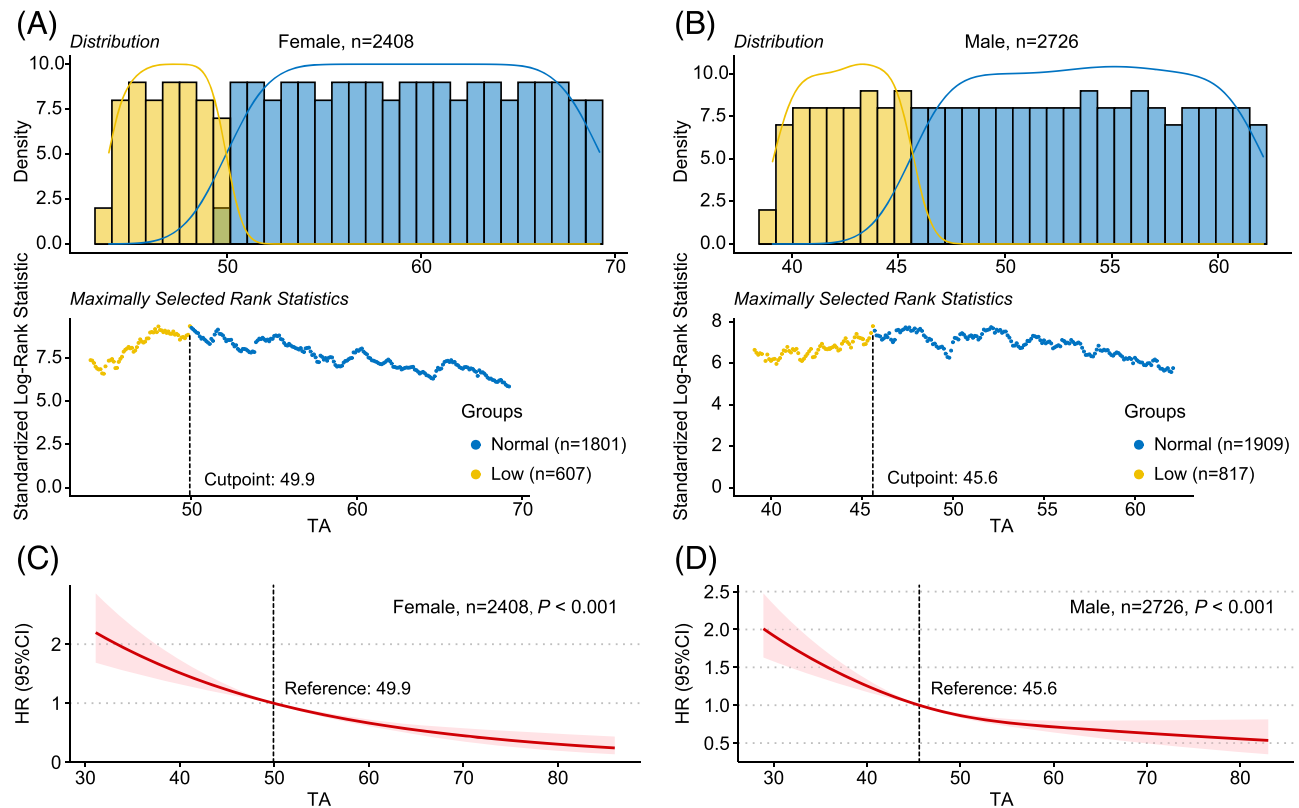 (A)
Distribution
Female, n=2408
Density
10.0
7.5
5.0
2.5
0.0
50
60
70
Maximally Selected Rank Statistics
Standardized Log-Rank Statistic
7.5
5.0
2.5
0.0
Groups
Normal (n=1801)
Low (n=607)
Cutpoint: 49.9
50
60
70
TA
(B)
Distribution
Male, n=2726
Density
10.0
7.5
5.0
2.5
0.0
40
45
50
55
60
Maximally Selected Rank Statistics
Standardized Log-Rank Statistic
8
6
4
2
0
Groups
Normal (n=1909)
Low (n=817)
Cutpoint: 45.6
40
45
50
55
60
TA
(C)
Female, n=2408, P < 0.001
HR (95%CI)
2
1
0
Reference: 49.9
30
40
50
60
70
80
TA
(D)
Male, n=2726, P < 0.001
HR (95%CI)
2.5
2.0
1.5
1.0
0.5
Reference: 45.6
30
40
50
60
70
80
TA